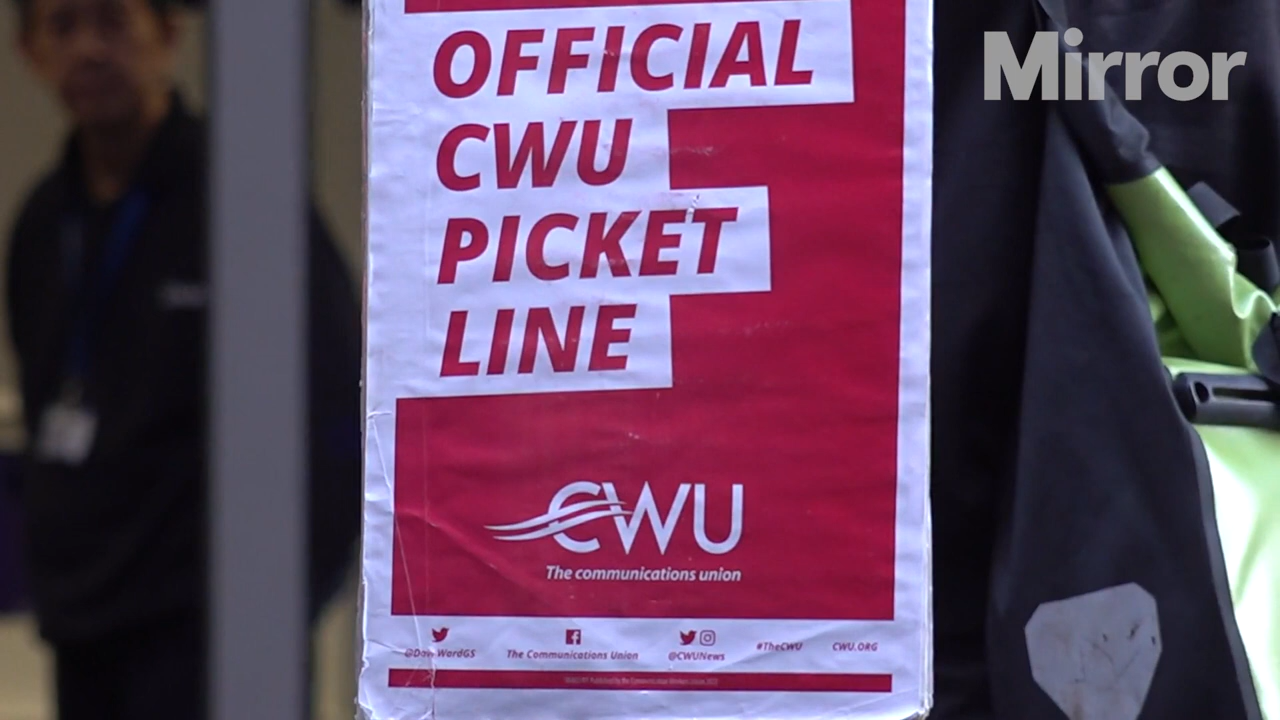 Mirror
OFFICIAL
CWU
PICKET
LINE
CWU
The communications union
@DaveWardGS
The Communications Union
@CWUNews
#TheCWU
CWU.ORG